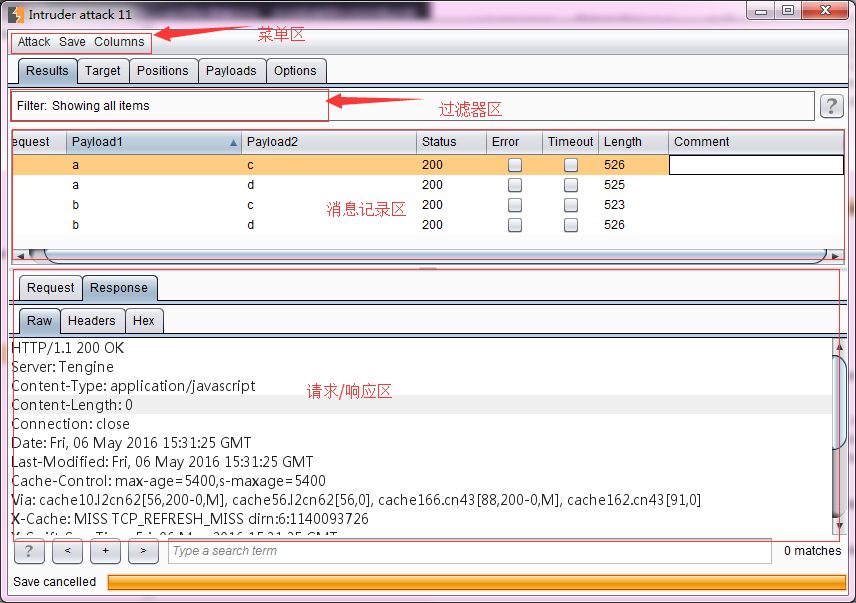 Intruder attack 11
Attack Save Columns
菜单区
Results Target Positions Payloads Options
Filter: Showing all items
过滤器区
?
equest Payload1 Payload2 Status Error Timeout Length Comment
a c 200 526
a d 200 525
b c 200 523
b d 200 526
消息记录区
Request Response
Raw Headers Hex
HTTP/1.1 200 OK
Server: Tengine
Content-Type: application/javascript
请求/响应区
Content-Length: 0
Connection: close
Date: Fri, 06 May 2016 15:31:25 GMT
Last-Modified: Fri, 06 May 2016 15:31:25 GMT
Cache-Control: max-age=5400,s-maxage=5400
Via: cache10.l2cn62[56,200-0,M], cache56.l2cn62[56,0], cache166.cn43[88,200-0,M], cache162.cn43[91,0]
X-Cache: MISS TCP_REFRESH_MISS dirn:6:1140093726
? < + > Type a search term 0 matches
Save cancelled